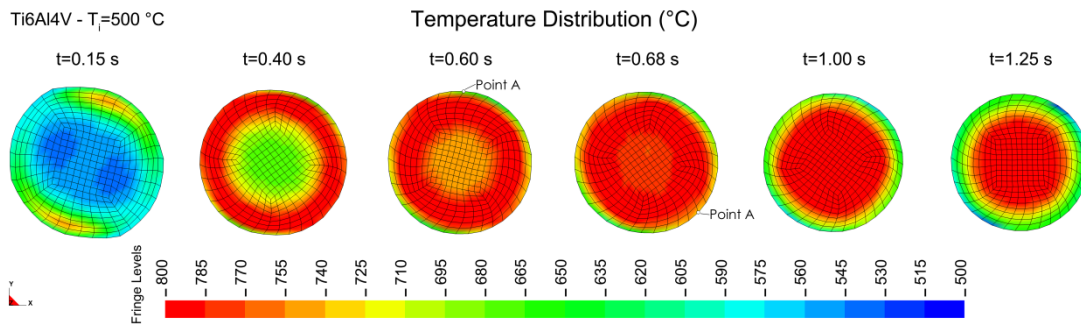 Ti6Al4V - Ti=500 °C
Temperature Distribution (°C)
t=0.15 s
t=0.40 s
t=0.60 s
t=0.68 s
t=1.00 s
t=1.25 s
Point A
Point A
Fringe Levels
800
785
770
755
740
725
710
695
680
665
650
635
620
605
590
575
560
545
530
515
500
Y
X